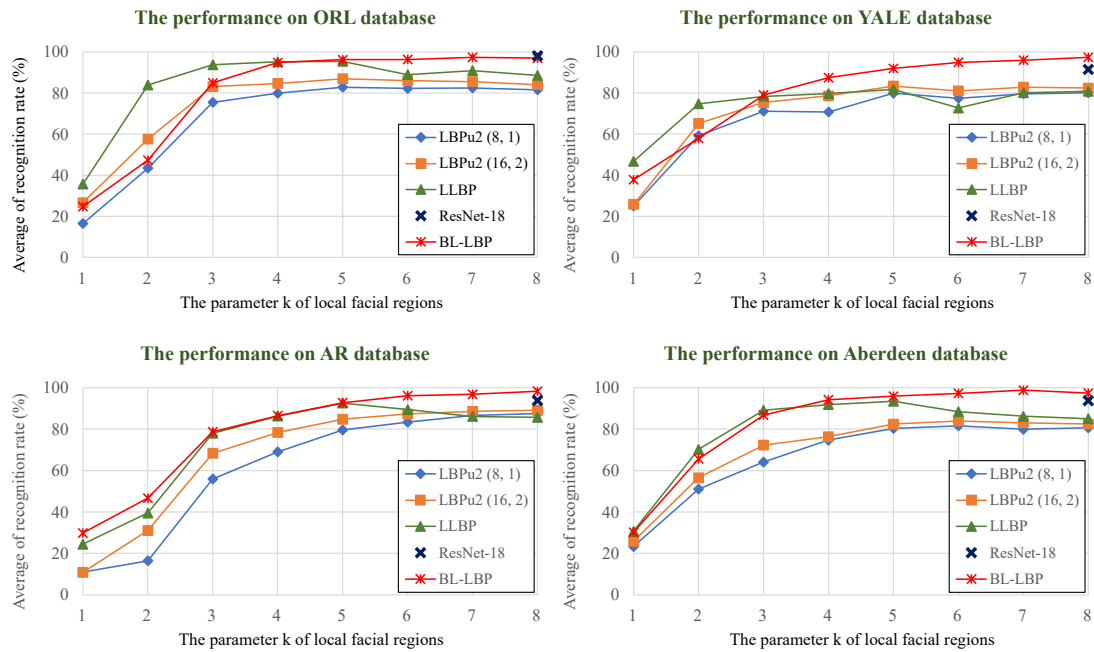 The performance on ORL database
Average of recognition rate (%)
100
80
60
40
20
0
1 2 3 4 5 6 7 8
The parameter k of local facial regions
LBPu2 (8, 1)
LBPu2 (16, 2)
LLBP
ResNet-18
BL-LBP
The performance on YALE database
Average of recognition rate (%)
100
80
60
40
20
0
1 2 3 4 5 6 7 8
The parameter k of local facial regions
LBPu2 (8, 1)
LBPu2 (16, 2)
LLBP
ResNet-18
BL-LBP
The performance on AR database
Average of recognition rate (%)
100
80
60
40
20
0
1 2 3 4 5 6 7 8
The parameter k of local facial regions
LBPu2 (8, 1)
LBPu2 (16, 2)
LLBP
ResNet-18
BL-LBP
The performance on Aberdeen database
Average of recognition rate (%)
100
80
60
40
20
0
1 2 3 4 5 6 7 8
The parameter k of local facial regions
LBPu2 (8, 1)
LBPu2 (16, 2)
LLBP
ResNet-18
BL-LBP